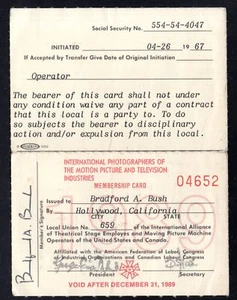 Social Security No. 554-54-4047
INITIATED 04-26 1967
If Accepted by Transfer Give Date of Original Initiation
Operator
The bearer of this card shall not under
any condition waive any part of a contract
that this local is a party to. To do
so subjects the bearer to disciplinary
action and/or expulsion from this local.
INTERNATIONAL PHOTOGRAPHERS OF
THE MOTION PICTURE AND TELEVISION
INDUSTRIES
MEMBERSHIP CARD
04652
Issued to Bradford A. Bush
By Hollywood, California
CITY STATE
Local Union No. 659 of the International Alliance
of Theatrical Stage Employes and Moving Picture Machine
Operators of the United States and Canada.
Affiliated with the American Federation of Labor, Congress
of Industrial Organizations, Canadian Labour Congress
President Secretary
VOID AFTER DECEMBER 31, 1989
Member's Signature